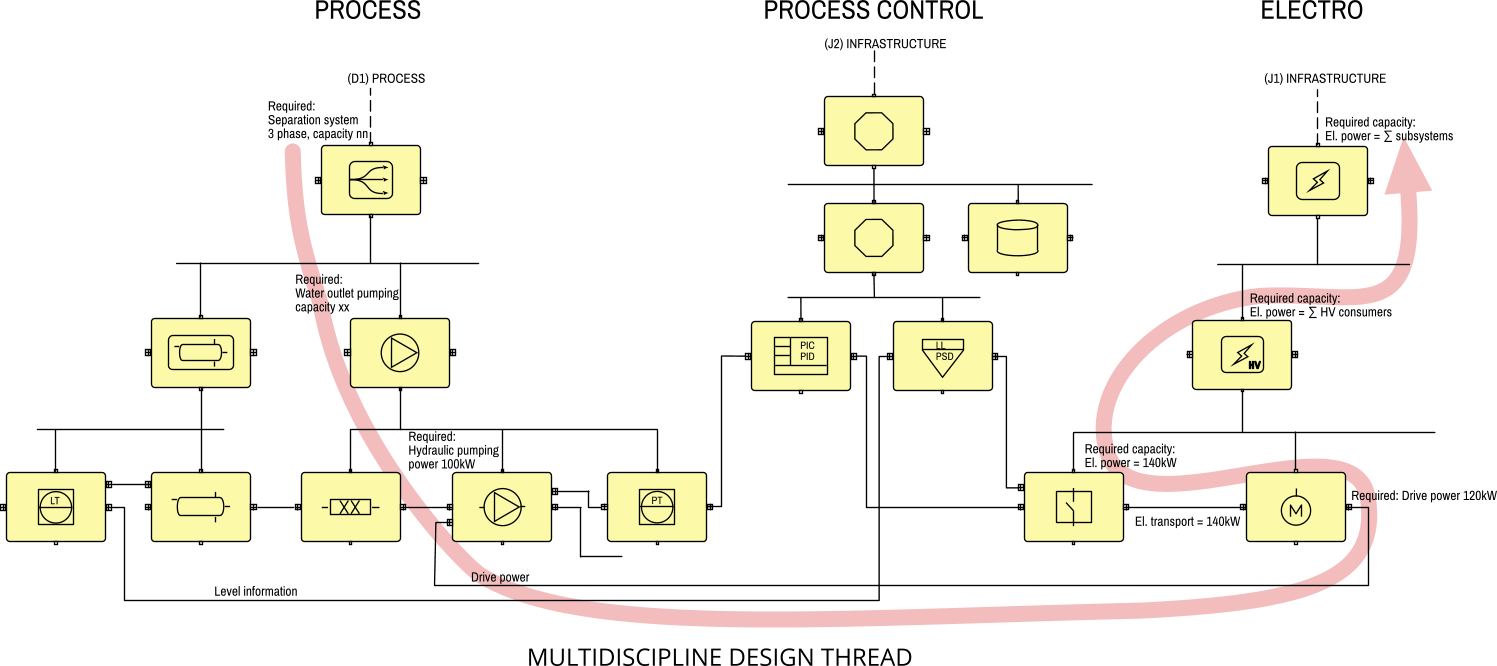 PROCESS
PROCESS CONTROL
ELECTRO
(J2) INFRASTRUCTURE
(D1) PROCESS
(J1) INFRASTRUCTURE
Required:
Separation system
3 phase, capacity nn
Required capacity:
El. power = ∑ subsystems
Required:
Water outlet pumping
capacity xx
Required capacity:
El. power = ∑ HV consumers
PIC
PID
LL
PSD
HV
Required:
Hydraulic pumping
power 100kW
Required capacity:
El. power = 140kW
LT
XX
PT
M
Required: Drive power 120kW
El. transport = 140kW
Drive power
Level information
MULTIDISCIPLINE DESIGN THREAD